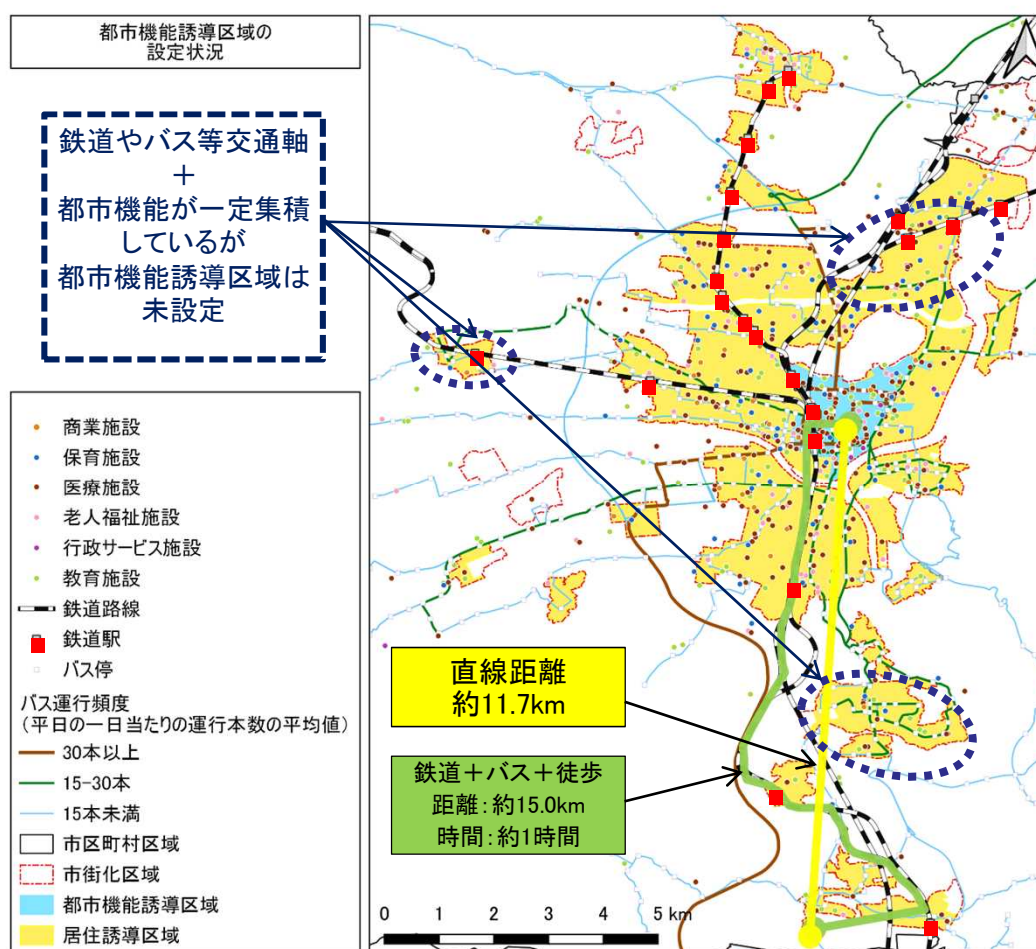 都市機能誘導区域の
設定状況
鉄道やバス等交通軸
＋
都市機能が一定集積
しているが
都市機能誘導区域は
未設定
商業施設
保育施設
医療施設
老人福祉施設
行政サービス施設
教育施設
鉄道路線
鉄道駅
バス停
バス運行頻度
（平日の一日当たりの運行本数の平均値）
30本以上
15-30本
15本未満
市区町村区域
市街化区域
都市機能誘導区域
居住誘導区域
直線距離
約11.7km
鉄道＋バス＋徒歩
距離：約15.0km
時間：約1時間
0 1 2 3 4 5 km